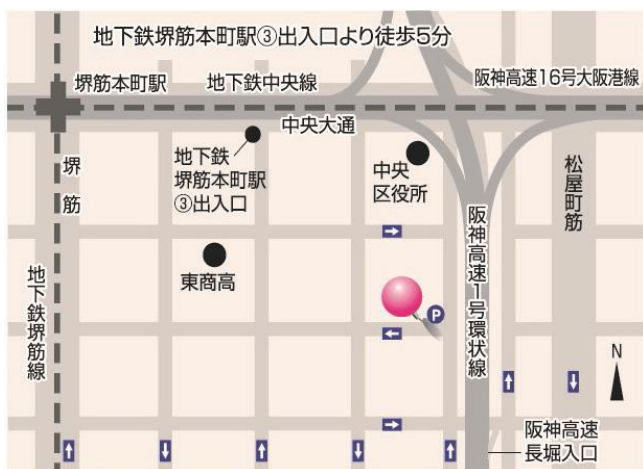 地下鉄堺筋本町駅③出入口より徒歩5分
堺筋本町駅
地下鉄中央線
阪神高速16号大阪港線
中央大通
地下鉄
堺筋本町駅
③出入口
中央
区役所
堺筋
松屋町筋
東商高
阪神高速1号環状線
地下鉄堺筋線
P
N
阪神高速
長堀入口